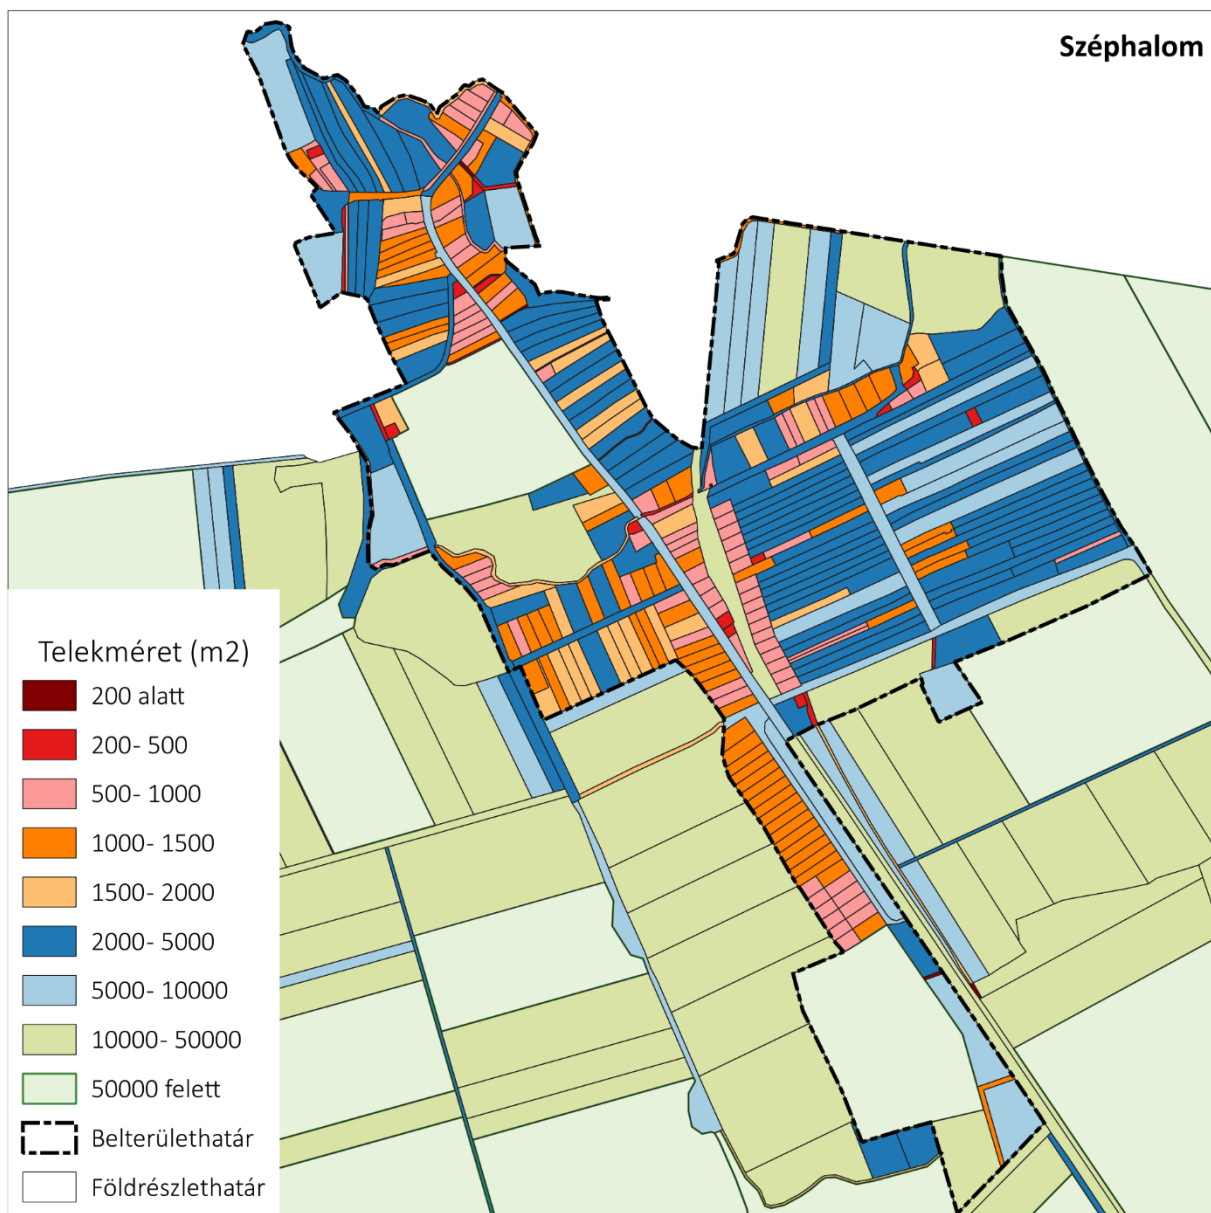 Széphalom
Telekméret (m2)
200 alatt
200- 500
500- 1000
1000- 1500
1500- 2000
2000- 5000
5000- 10000
10000- 50000
50000 felett
Belterülethatár
Földrészlethatár